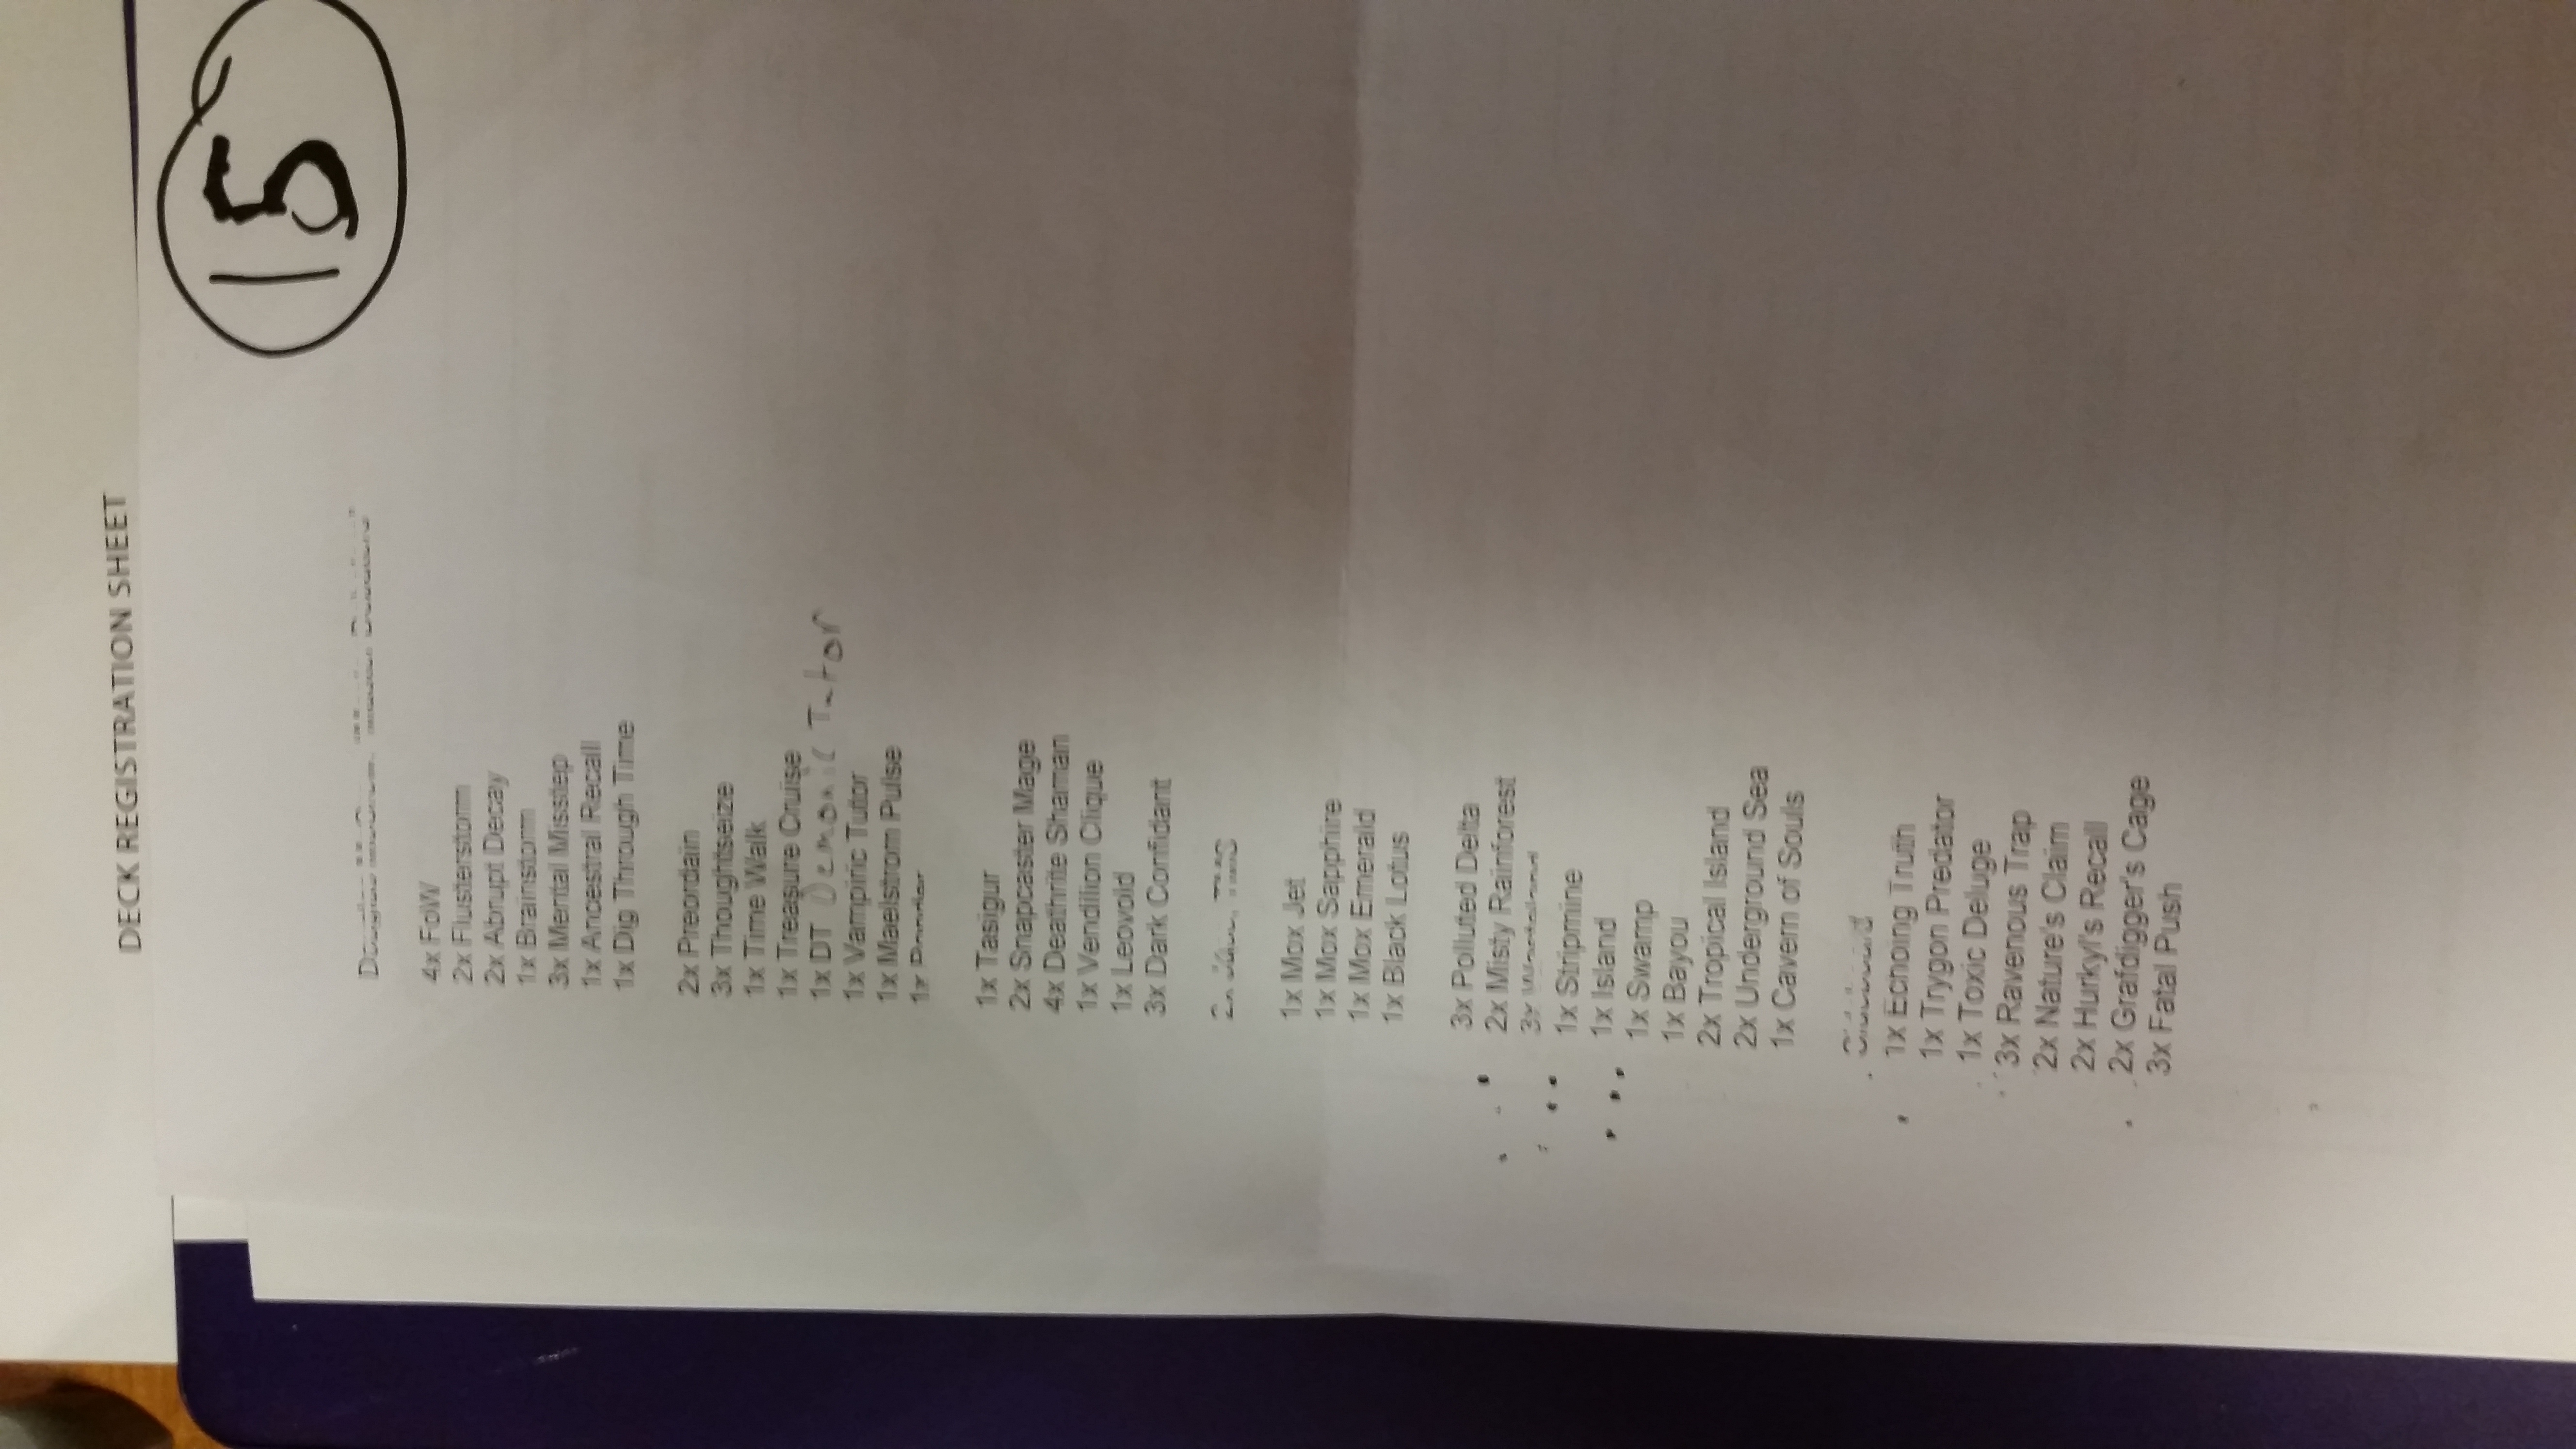 DECK REGISTRATION SHEET
15
4x FoW
2x Flusterstorm
2x Abrupt Decay
1x Brainstorm
3x Mental Misstep
1x Ancestral Recall
1x Dig Through Time
2x Preordain
3x Thoughtseize
1x Time Walk
1x Treasure Cruise
1x DT Demonic Tutor
1x Vampiric Tutor
1x Maelstrom Pulse
1x Ponder
1x Tasigur
2x Snapcaster Mage
4x Deathrite Shaman
1x Vendilion Clique
1x Leovold
3x Dark Confidant
2x Jace, TMS
1x Mox Jet
1x Mox Sapphire
1x Mox Emerald
1x Black Lotus
3x Polluted Delta
2x Misty Rainforest
3x Wasteland
1x Stripmine
1x Island
1x Swamp
1x Bayou
2x Tropical Island
2x Underground Sea
1x Cavern of Souls
Sideboard
1x Echoing Truth
1x Trygon Predator
1x Toxic Deluge
3x Ravenous Trap
2x Nature's Claim
2x Hurkyl's Recall
2x Grafdigger's Cage
3x Fatal Push